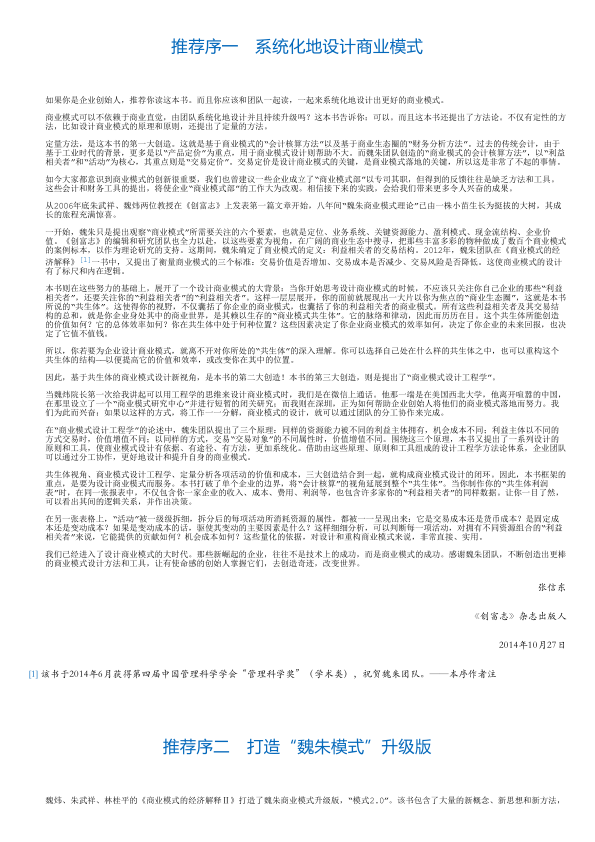 推荐序一　系统化地设计商业模式
如果你是企业创始人，推荐你读这本书。而且你应该和团队一起读，一起来系统化地设计出更好的商业模式。
商业模式可以不依赖于商业直觉，由团队系统化地设计并且持续升级吗？这本书告诉你：可以。而且这本书还提出了方法论。不仅有定性的方
法，比如设计商业模式的原理和原则，还提出了定量的方法。
定量方法，是这本书的第一大创造。这就是基于商业模式的“会计核算方法”以及基于商业生态圈的“财务分析方法”。过去的传统会计，由于
基于工业时代的背景，更多是以“产品定价”为重点，用于商业模式设计则帮助不大。而魏朱团队创造的“商业模式的会计核算方法”，以“利益
相关者”和“活动”为核心，其重点则是“交易定价”。交易定价是设计商业模式的关键，是商业模式落地的关键，所以这是非常了不起的事情。
如今大家都意识到商业模式的创新很重要，我们也曾建议一些企业成立了“商业模式部”以专司其职，但得到的反馈往往是缺乏方法和工具。
这些会计和财务工具的提出，将使企业“商业模式部”的工作大为改观。相信接下来的实践，会给我们带来更多令人兴奋的成果。
从2006年底朱武祥、魏炜两位教授在《创富志》上发表第一篇文章开始，八年间“魏朱商业模式理论”已由一株小苗生长为挺拔的大树，其成
长的旅程充满惊喜。
一开始，魏朱只是提出观察“商业模式”所需要关注的六个要素，也就是定位、业务系统、关键资源能力、盈利模式、现金流结构、企业价
值。《创富志》的编辑和研究团队也全力以赴，以这些要素为视角，在广阔的商业生态中搜寻，把那些丰富多彩的物种做成了数百个商业模式
的案例标本，以作为理论研究的支持。这期间，魏朱确定了商业模式的定义：利益相关者的交易结构。2012年，魏朱团队在《商业模式的经
济解释》[1]一书中，又提出了衡量商业模式的三个标准：交易价值是否增加、交易成本是否减少、交易风险是否降低。这使商业模式的设计
有了标尺和内在逻辑。
本书则在这些努力的基础上，展开了一个设计商业模式的大背景：当你开始思考设计商业模式的时候，不应该只关注你自己企业的那些“利益
相关者”，还要关注你的“利益相关者”的“利益相关者”。这样一层层展开，你的面前就展现出一大片以你为焦点的“商业生态圈”，这就是本书
所说的“共生体”。这使得你的视野，不仅包括了你企业的商业模式，也囊括了你的利益相关者的商业模式。所有这些利益相关者及其交易结
构的总和，就是你企业身处其中的商业世界，是其赖以生存的“商业模式共生体”。它的脉络和律动，因此而历历在目。这个共生体所能创造
的价值如何？它的总体效率如何？你在共生体中处于何种位置？这些因素决定了你企业商业模式的效率如何，决定了你企业的未来回报，也决
定了它值不值钱。
所以，你若要为企业设计商业模式，就离不开对你所处的“共生体”的深入理解。你可以选择自己处在什么样的共生体之中，也可以重构这个
共生体的结构——以便提高它的价值和效率，或改变你在其中的位置。
因此，基于共生体的商业模式设计新视角，是本书的第二大创造！本书的第三大创造，则是提出了“商业模式设计工程学”。
当魏炜院长第一次给我讲起可以用工程学的思维来设计商业模式时，我们是在微信上通话。他那一端是在美国西北大学，他离开喧嚣的中国，
在那里设立了一个“商业模式研究中心”并进行短暂的闭关研究；而我则在深圳，正为如何帮助企业创始人将他们的商业模式落地而努力。我
们为此而兴奋：如果以这样的方式，将工作一一分解，商业模式的设计，就可以通过团队的分工协作来完成。
在“商业模式设计工程学”的论述中，魏朱团队提出了三个原理：同样的资源能力被不同的利益主体拥有，机会成本不同；利益主体以不同的
方式交易时，价值增值不同；以同样的方式，交易“交易对象”的不同属性时，价值增值不同。围绕这三个原理，本书又提出了一系列设计的
原则和工具，使商业模式设计有依据、有途径、有方法，更加系统化。借助由这些原理、原则和工具组成的设计工程学方法论体系，企业团队
可以通过分工协作，更好地设计和提升自身的商业模式。
共生体视角、商业模式设计工程学、定量分析各项活动的价值和成本，三大创造结合到一起，就构成商业模式设计的闭环。因此，本书框架的
重点，是要为设计商业模式而服务。本书打破了单个企业的边界，将“会计核算”的视角延展到整个“共生体”。当你制作你的“共生体利润
表”时，在同一张报表中，不仅包含你一家企业的收入、成本、费用、利润等，也包含许多家你的“利益相关者”的同样数据。让你一目了然，
可以看出其间的逻辑关系，并作出决策。
在另一张表格上，“活动”被一级级拆细，拆分后的每项活动所消耗资源的属性，都被一一呈现出来；它是交易成本还是货币成本？是固定成
本还是变动成本？如果是变动成本的话，驱使其变动的主要因素是什么？这样细细分析，可以判断每一项活动、对拥有不同资源组合的“利益
相关者”来说，它能提供的贡献如何？机会成本如何？这些量化的依据，对设计和重构商业模式来说，非常直接、实用。
我们已经进入了设计商业模式的大时代。那些新崛起的企业，往往不是技术上的成功，而是商业模式的成功。感谢魏朱团队，不断创造出更棒
的商业模式设计方法和工具，让有使命感的创始人掌握它们，去创造奇迹，改变世界。
张信东
《创富志》杂志出版人
2014年10月27日
[1] 该书于2014年6月获得第四届中国管理科学学会“管理科学奖”（学术类），祝贺魏朱团队。——本序作者注
推荐序二　打造“魏朱模式”升级版
魏炜、朱武祥、林桂平的《商业模式的经济解释Ⅱ》打造了魏朱商业模式升级版，“模式2.0”。该书包含了大量的新概念、新思想和新方法，